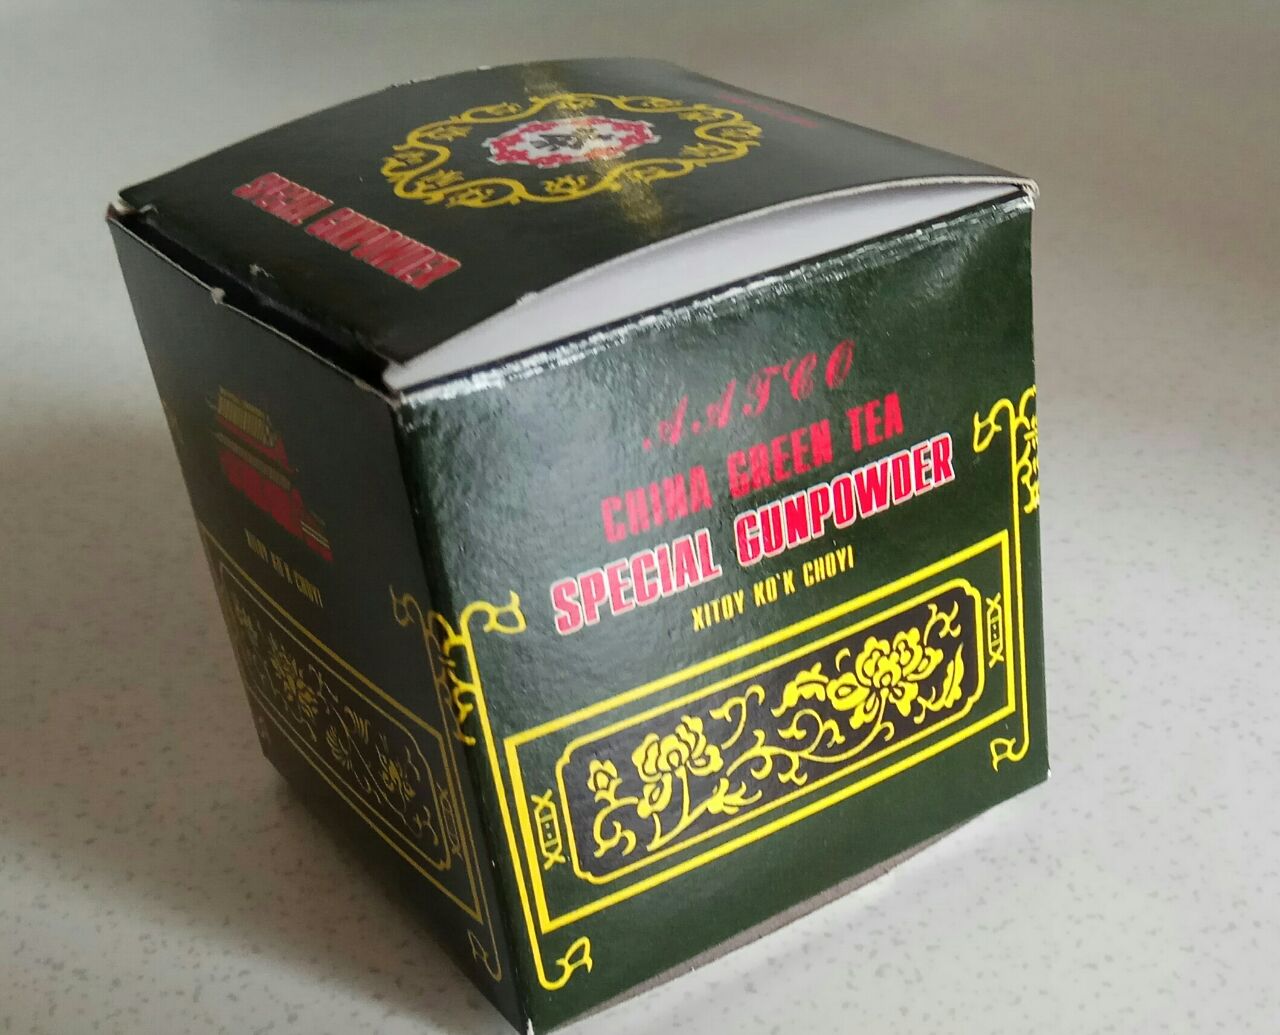 SPECIAL GUNPOWDER
AATCO
CHINA GREEN TEA
SPECIAL GUNPOWDER
XITOY KO`K CHOYI
XITOY KO`K CHOYI